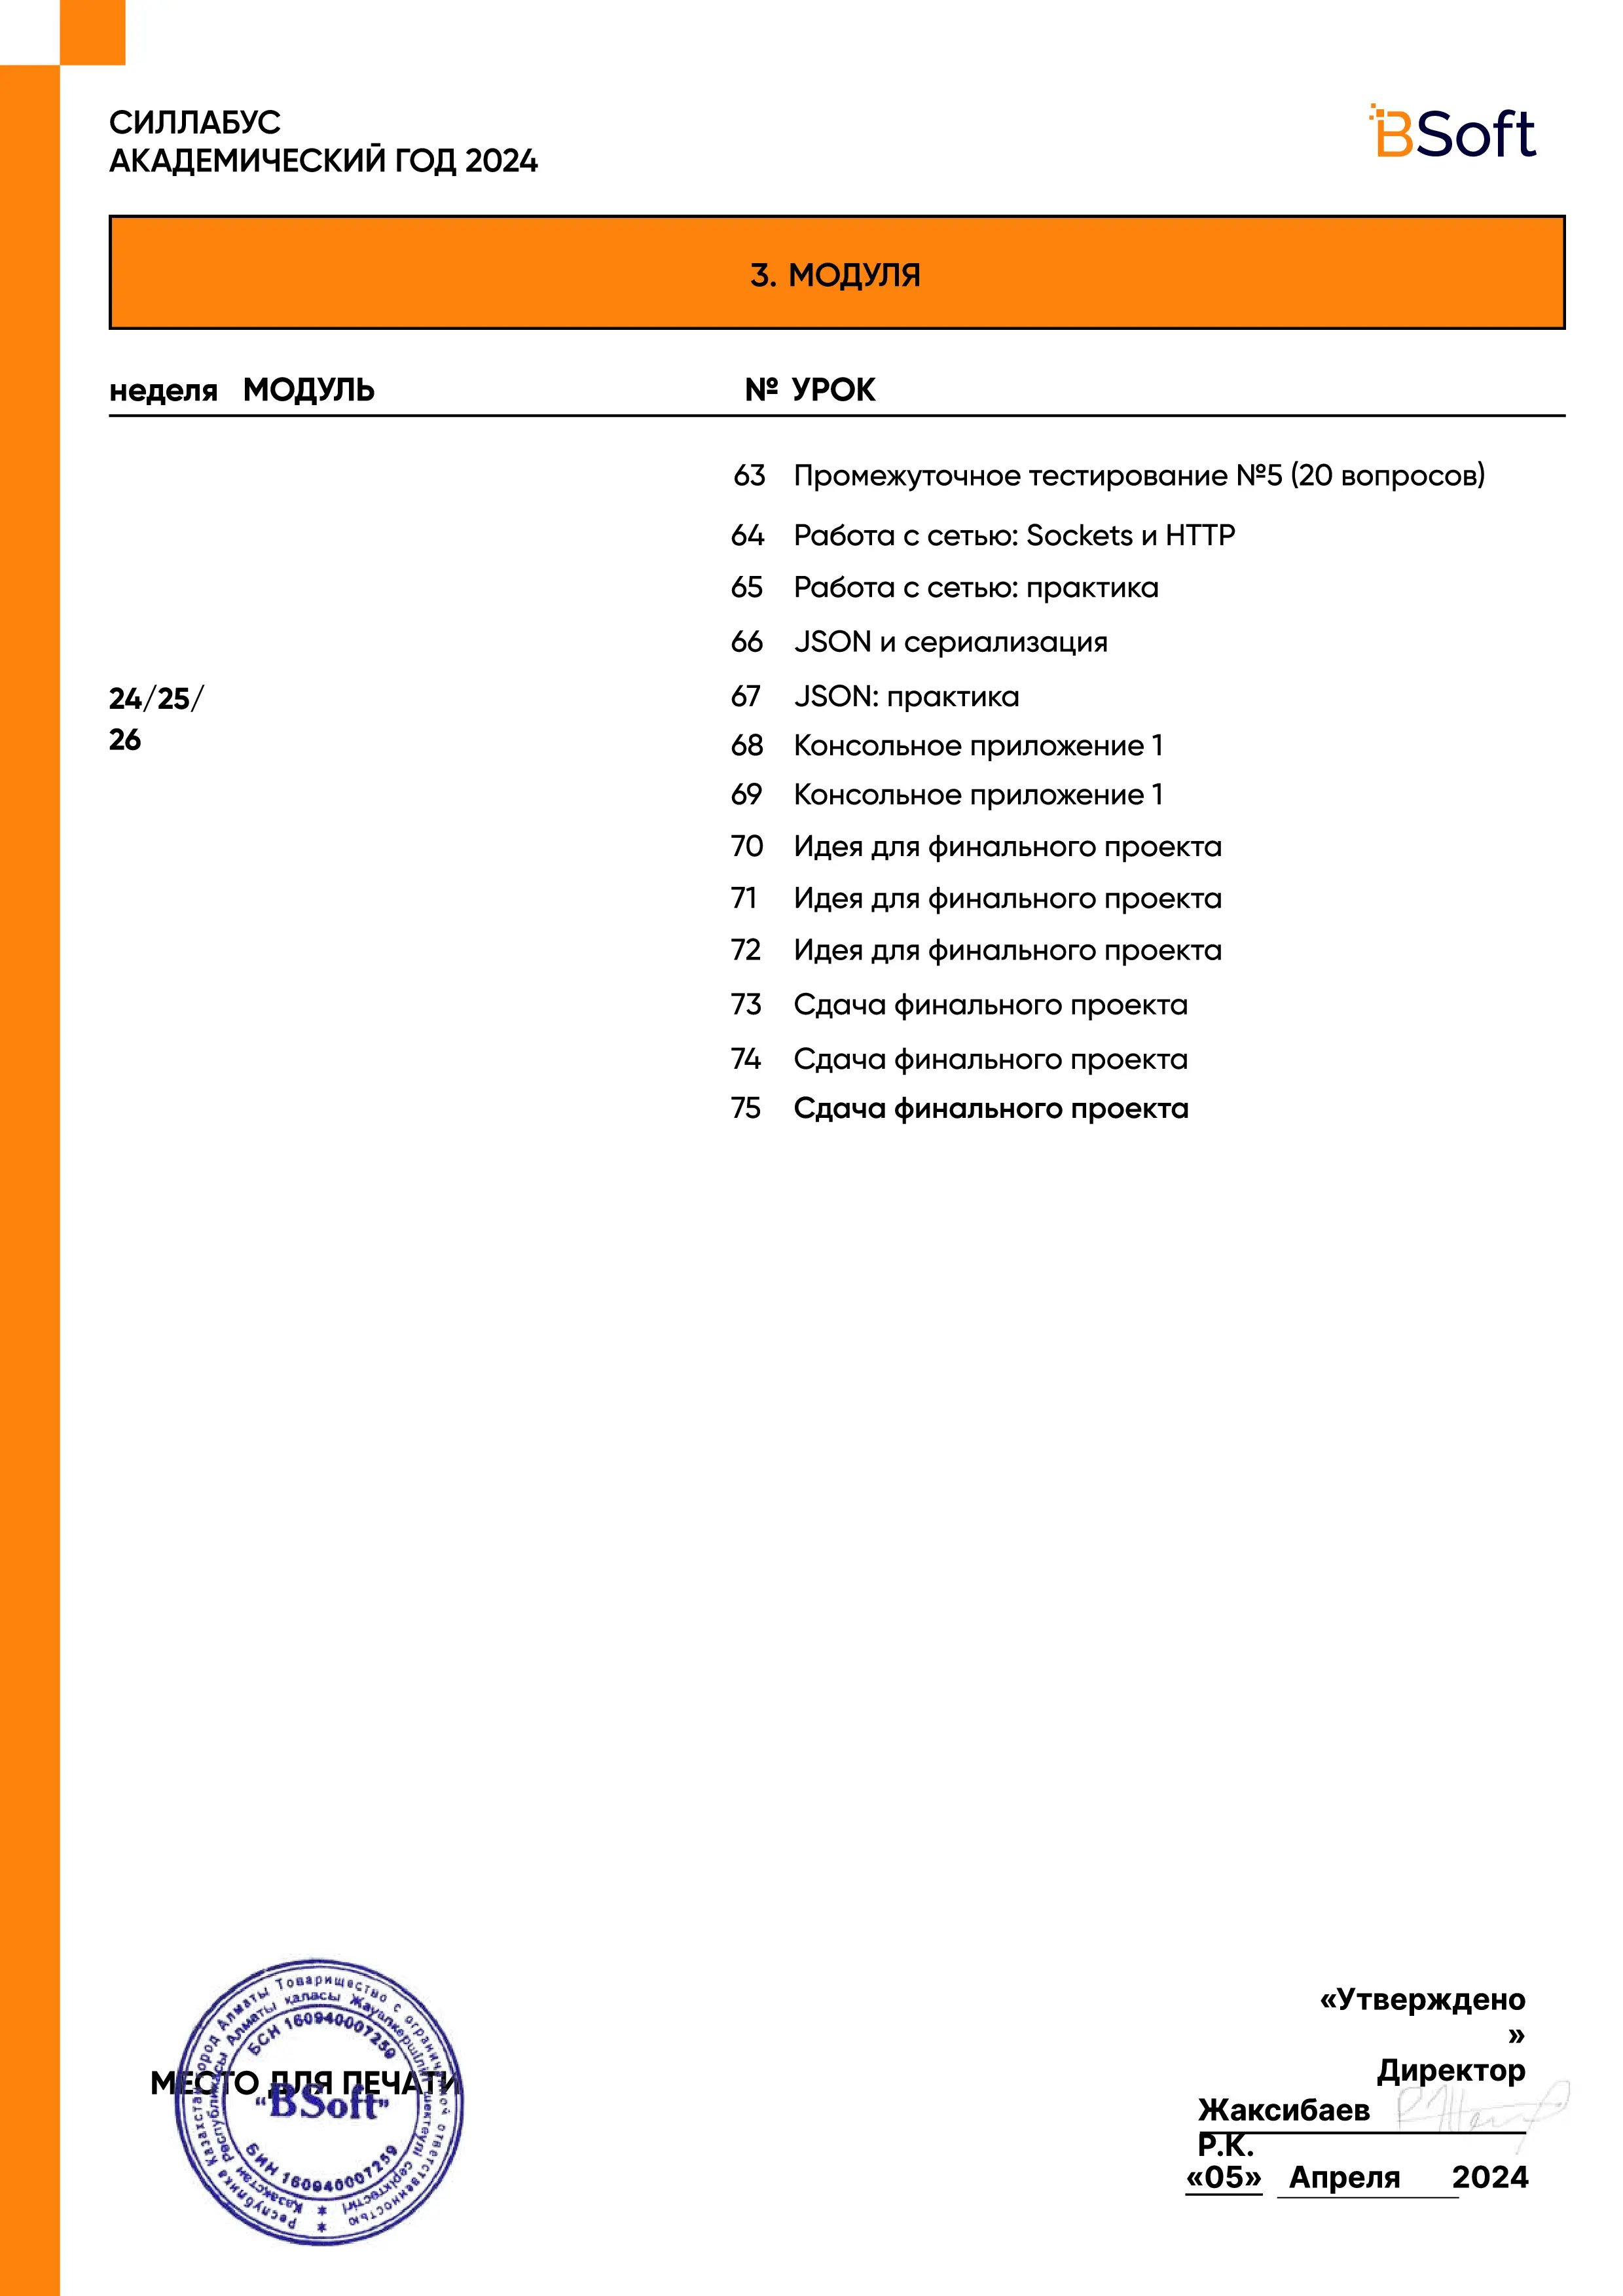 СИЛЛАБУС
АКАДЕМИЧЕСКИЙ ГОД 2024
BSoft
3. МОДУЛЯ
неделя МОДУЛЬ № УРОК
63 Промежуточное тестирование №5 (20 вопросов)
64 Работа с сетью: Sockets и HTTP
65 Работа с сетью: практика
66 JSON и сериализация
24/25/
26
67 JSON: практика
68 Консольное приложение 1
69 Консольное приложение 1
70 Идея для финального проекта
71 Идея для финального проекта
72 Идея для финального проекта
73 Сдача финального проекта
74 Сдача финального проекта
75 Сдача финального проекта
МЕСТО ДЛЯ ПЕЧАТИ
Республика Казахстан город Алматы Товарищество с ограниченной ответственностью
Қазақстан Республикасы Алматы қаласы Жауапкершілігі шектеулі серіктестігі
БСН 160940007259
"BSoft"
БИН 160940007259
«Утверждено
»
Директор
Жаксибаев
Р.К.
«05» Апреля 2024